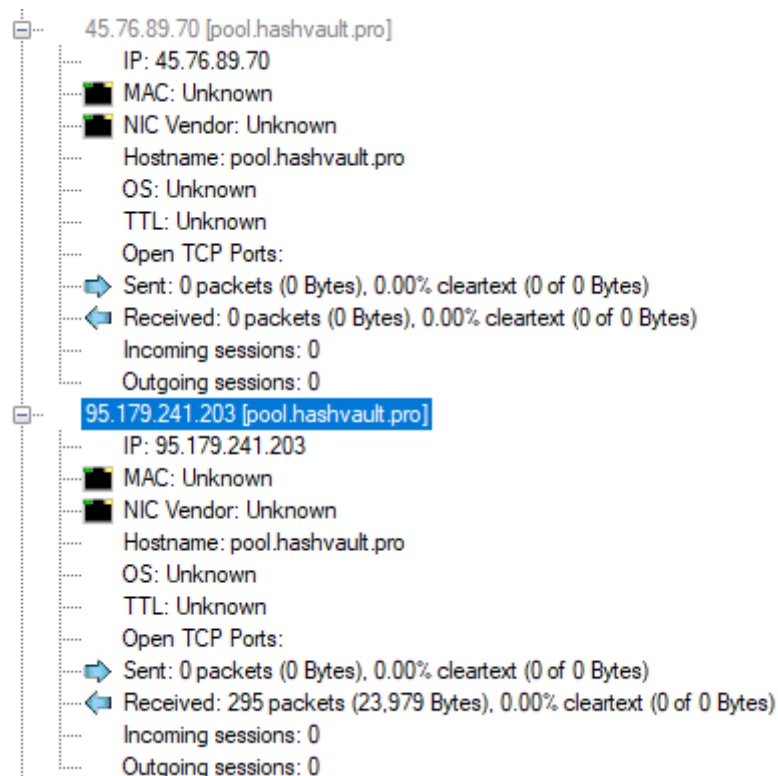 45.76.89.70 [pool.hashvault.pro]
IP: 45.76.89.70
MAC: Unknown
NIC Vendor: Unknown
Hostname: pool.hashvault.pro
OS: Unknown
TTL: Unknown
Open TCP Ports:
Sent: 0 packets (0 Bytes), 0.00% cleartext (0 of 0 Bytes)
Received: 0 packets (0 Bytes), 0.00% cleartext (0 of 0 Bytes)
Incoming sessions: 0
Outgoing sessions: 0
95.179.241.203 [pool.hashvault.pro]
IP: 95.179.241.203
MAC: Unknown
NIC Vendor: Unknown
Hostname: pool.hashvault.pro
OS: Unknown
TTL: Unknown
Open TCP Ports:
Sent: 0 packets (0 Bytes), 0.00% cleartext (0 of 0 Bytes)
Received: 295 packets (23,979 Bytes), 0.00% cleartext (0 of 0 Bytes)
Incoming sessions: 0
Outgoing sessions: 0